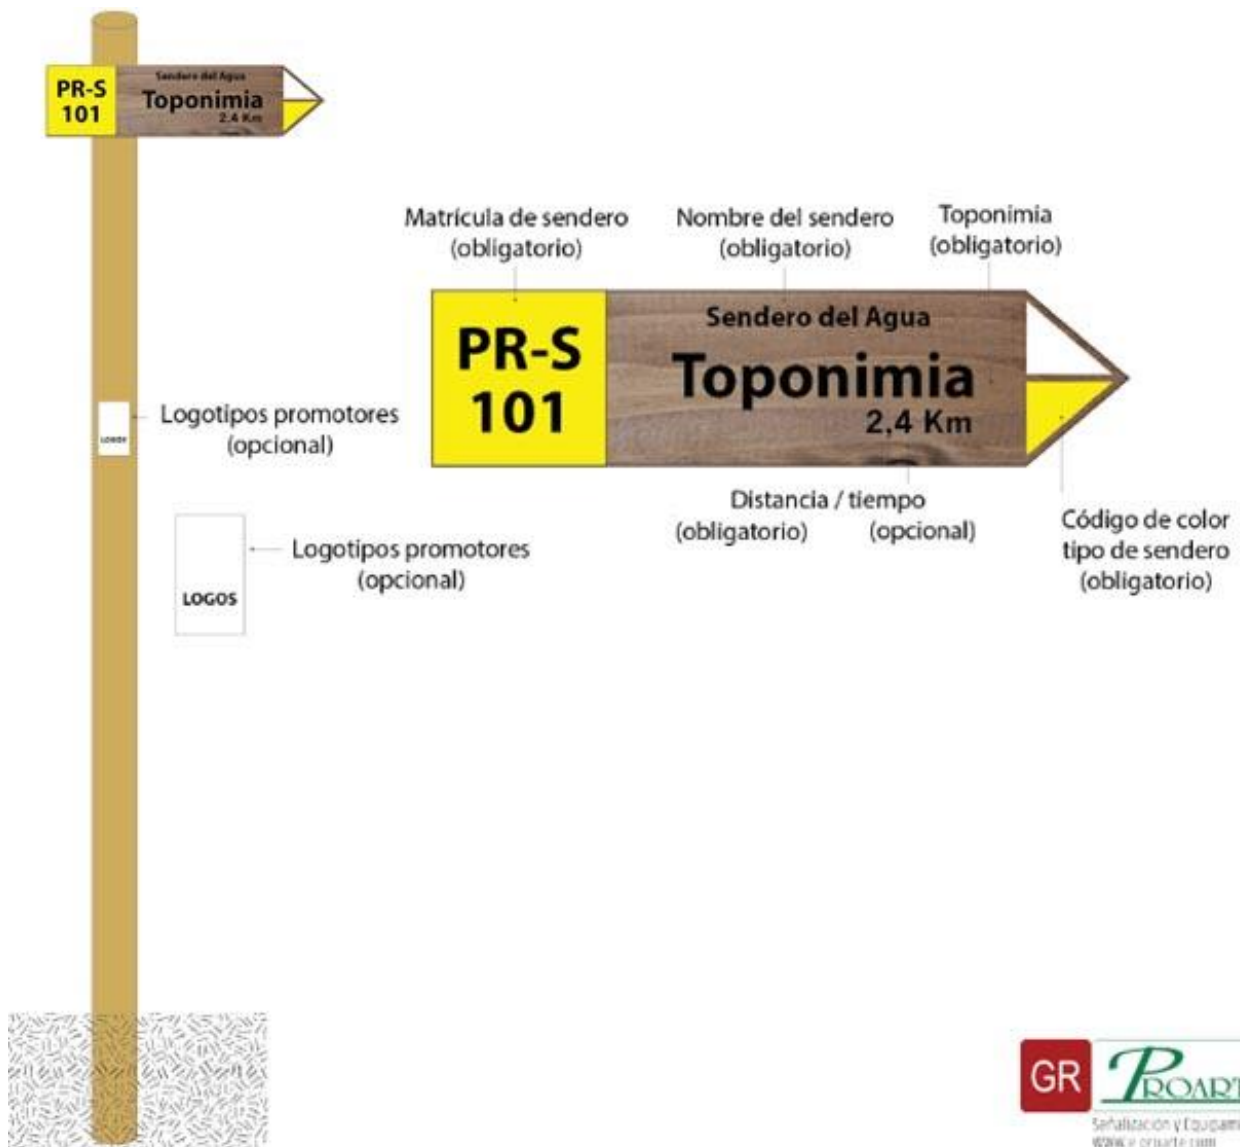 PR-S
101
Sendero del Agua
Toponimia
2,4 Km
Matrícula de sendero
(obligatorio)
Nombre del sendero
(obligatorio)
Toponimia
(obligatorio)
PR-S
101
Sendero del Agua
Toponimia
2,4 Km
LOGOS
Logotipos promotores
(opcional)
Distancia / tiempo
(obligatorio) (opcional)
Código de color
tipo de sendero
(obligatorio)
LOGOS
Logotipos promotores
(opcional)
GR
PROART
Señalización y Equipam